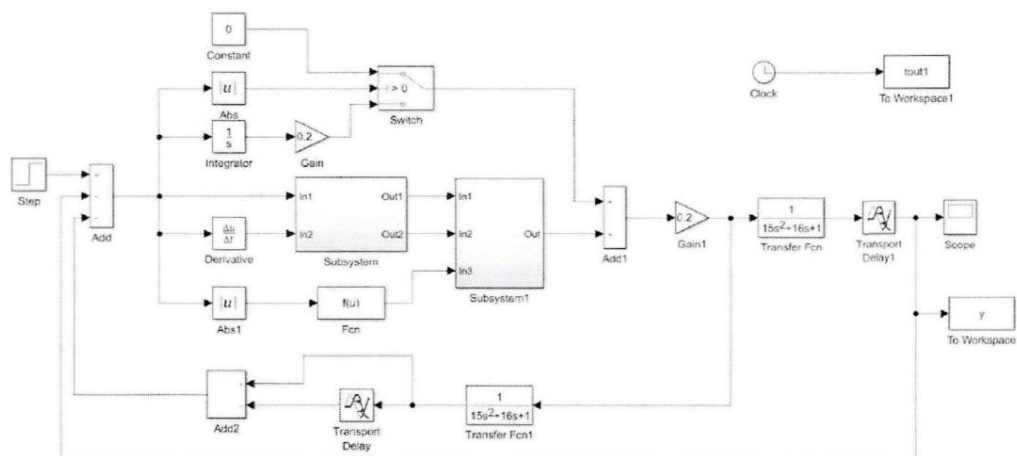 0
Constant
|u|
Abs
> 0
Switch
1
s
Integrator
0.2
Gain
Clock
tout1
To Workspace1
Step
Add
In1
In2
Out1
Out2
Subsystem
Δu
Δt
Derivative
In1
In2
In3
Out
Subsystem1
|u|
Abs1
f(u)
Fcn
Add1
0.2
Gain1
1
15s²+16s+1
Transfer Fcn
Transport
Delay1
Scope
y
To Workspace
Add2
Transport
Delay
1
15s²+16s+1
Transfer Fcn1